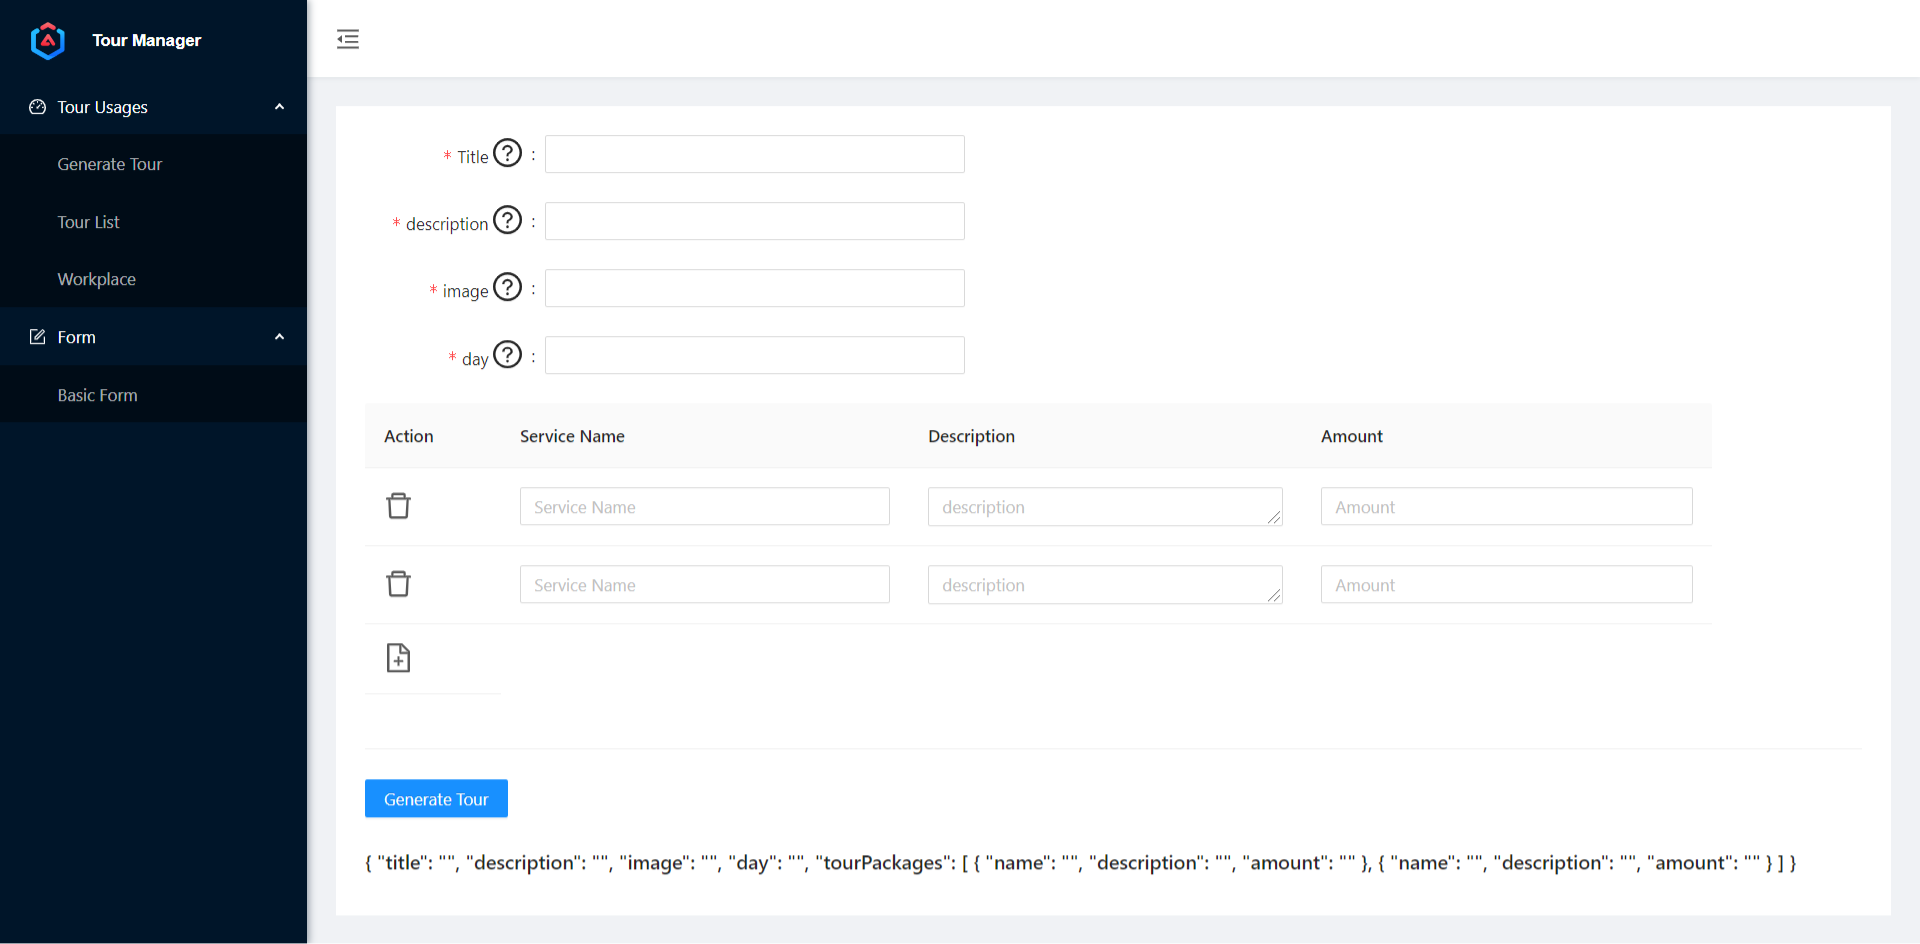 Tour Manager
Tour Usages
Generate Tour
Tour List
Workplace
Form
Basic Form
* Title ? :
* description ? :
* image ? :
* day ? :
Action Service Name Description Amount
Service Name description Amount
Service Name description Amount
Generate Tour
{ "title": "", "description": "", "image": "", "day": "", "tourPackages": [ { "name": "", "description": "", "amount": "" }, { "name": "", "description": "", "amount": "" } ] }